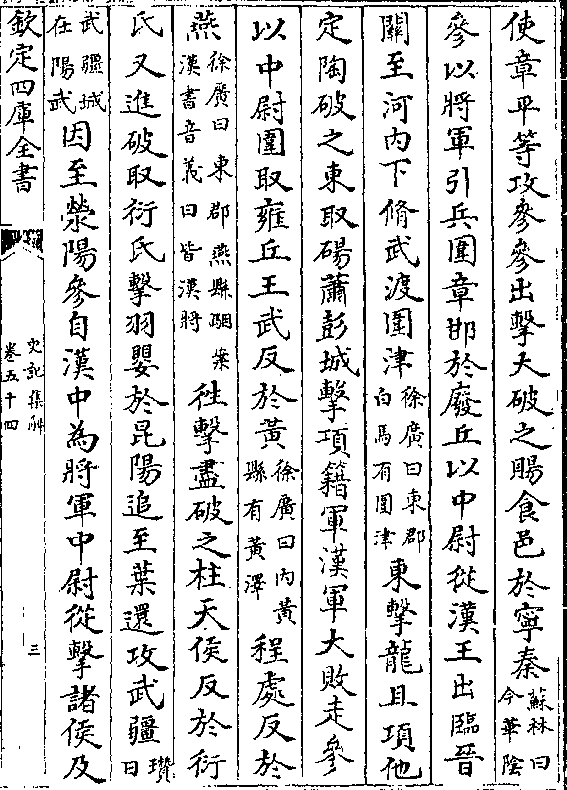 使章平等攻參參出擊大破之賜食邑於寧秦蘇林曰今華陰
參以將軍引兵圍章邯於廢丘以中尉從漢王出臨晉
關至河内下脩武渡圍津徐廣曰東郡白馬有圍津東擊龍且項他
定陶破之東取碭蕭彭城擊項籍軍漢軍大敗走參
以中尉圍取雍丘王武反於黃徐廣曰内黃縣有黃澤程處反於
燕徐廣曰東郡燕縣駰案漢書音義曰皆漢將徃擊盡破之柱天侯反於衍
氏又進破取衍氏擊羽嬰於昆陽追至葉還攻武彊瓚曰
武彊城在陽武因至滎陽參自漢中為將軍中尉從擊諸侯及
欽定四庫全書
史記集解
卷五十四
三